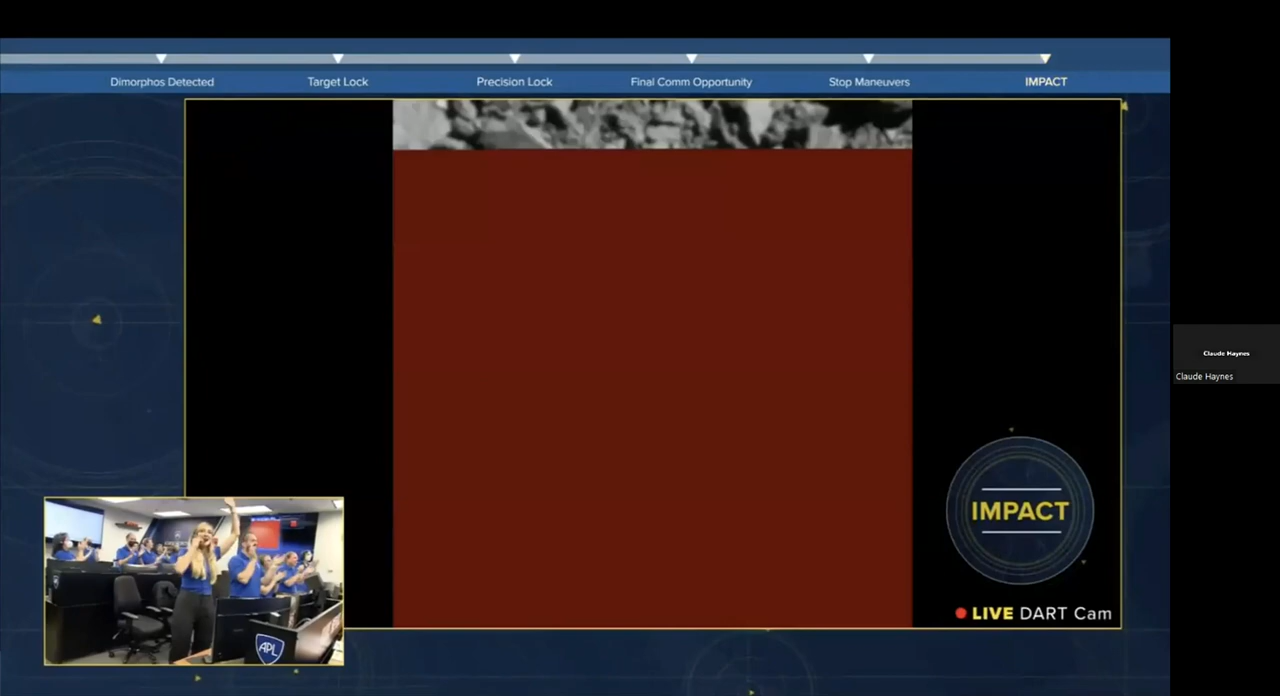 Dimorphos Detected
Target Lock
Precision Lock
Final Comm Opportunity
Stop Maneuvers
IMPACT
Claude Haynes
Claude Haynes
IMPACT
LIVE DART Cam
APL